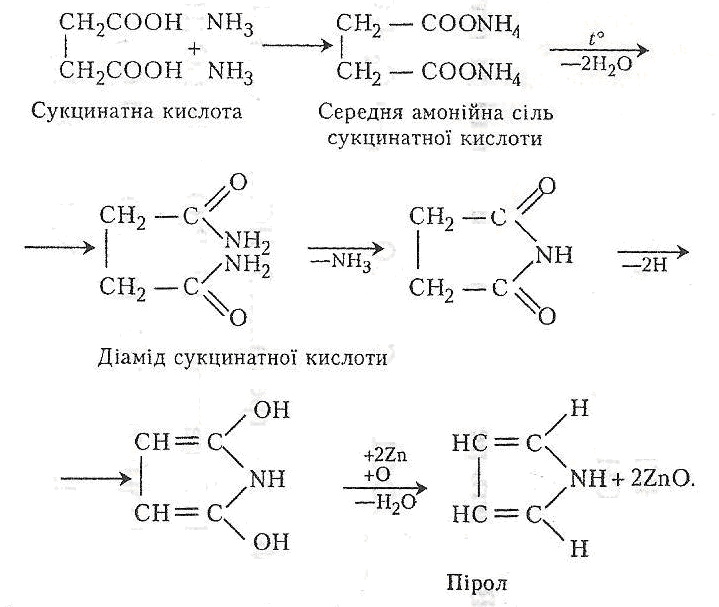 CH₂COOH NH₃
+
CH₂COOH NH₃
Сукцинатна кислота
CH₂ — COONH₄
CH₂ — COONH₄
Середня амонійна сіль
сукцинатної кислоти
t°
—2H₂O
O
CH₂ — C
NH₂
NH₂
CH₂ — C
O
Діамід сукцинатної кислоти
—NH₃
O
CH₂ — C
NH
CH₂ — C
O
—2H
OH
CH=C
NH
CH=C
OH
+2Zn
+O
—H₂O
H
HC=C
NH + 2ZnO.
HC=C
H
Пірол